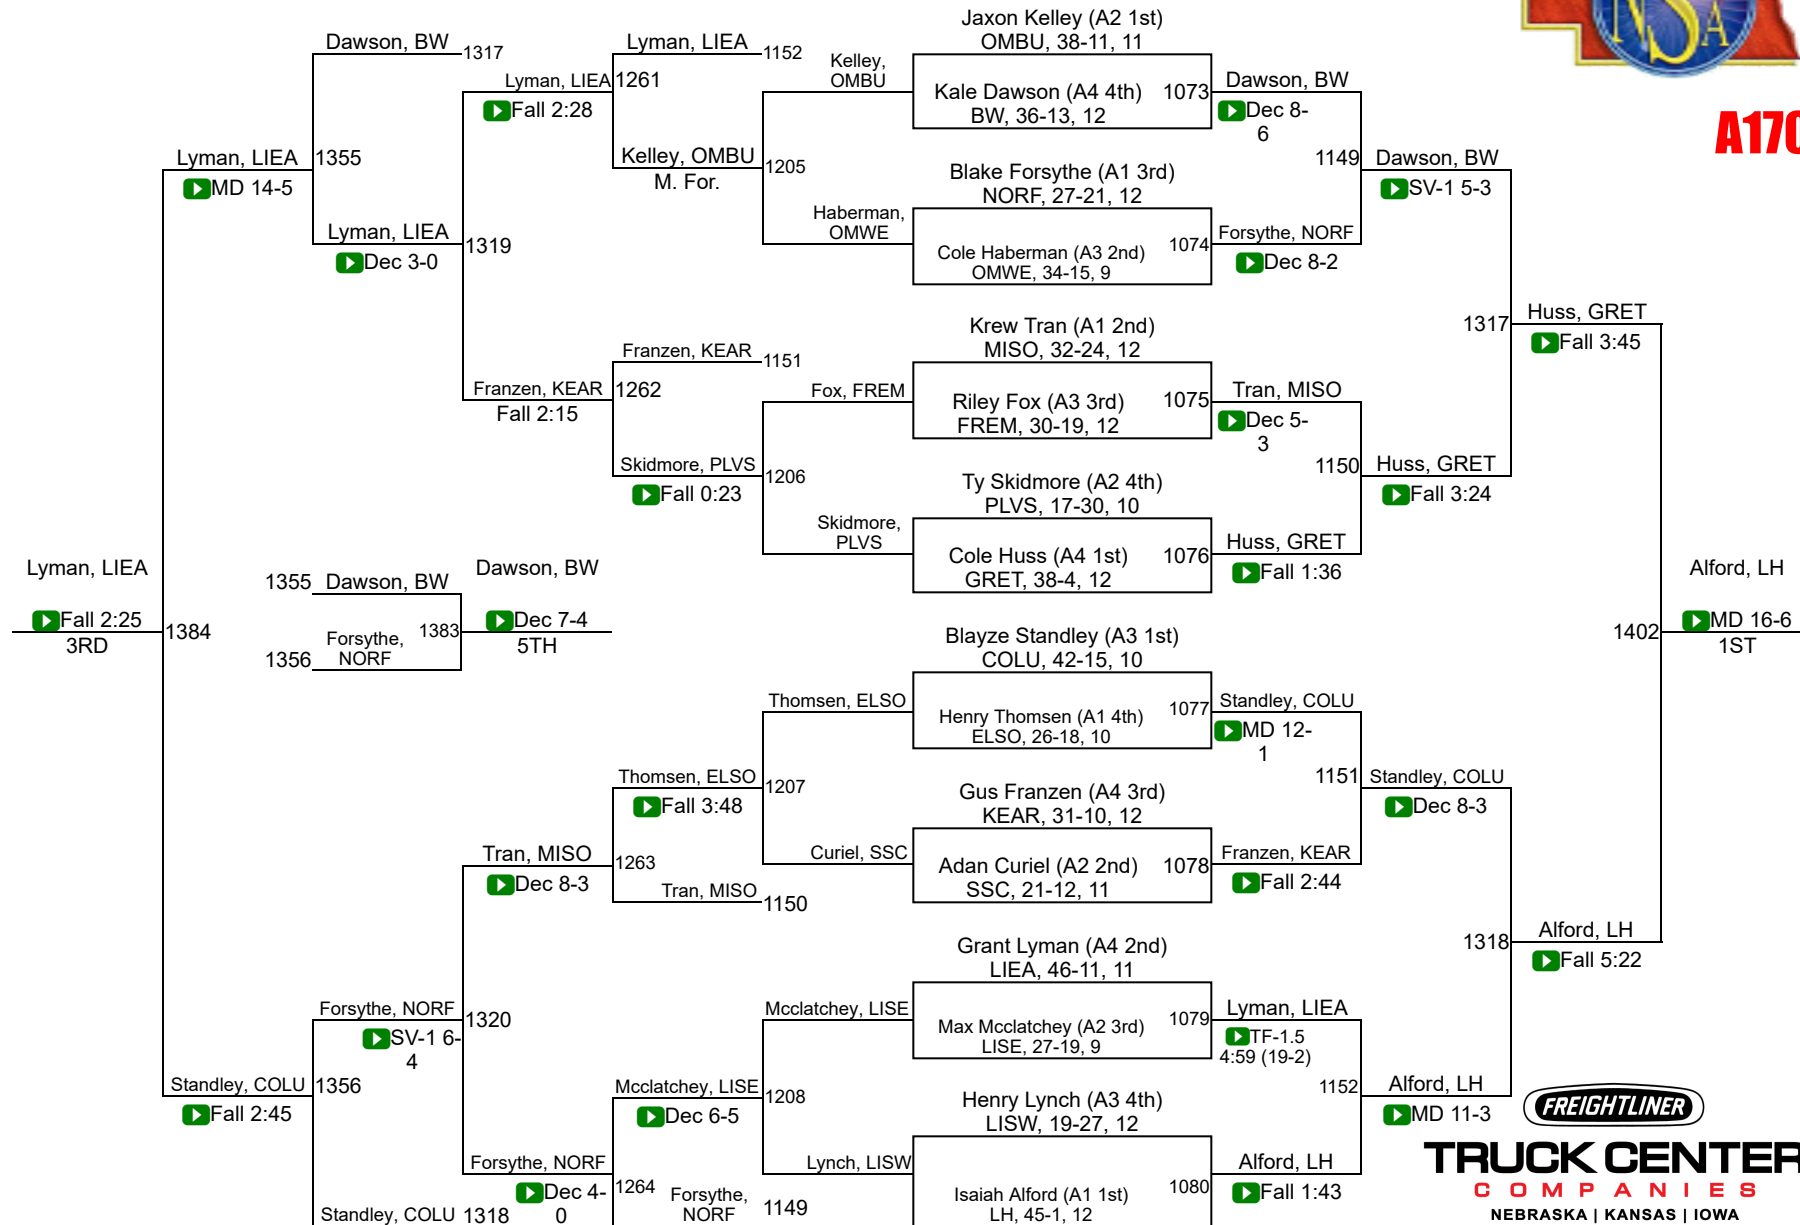 NSA
A170
Jaxon Kelley (A2 1st)
OMBU, 38-11, 11
Kale Dawson (A4 4th)
BW, 36-13, 12
1073
Blake Forsythe (A1 3rd)
NORF, 27-21, 12
Cole Haberman (A3 2nd)
OMWE, 34-15, 9
1074
Krew Tran (A1 2nd)
MISO, 32-24, 12
Riley Fox (A3 3rd)
FREM, 30-19, 12
1075
Ty Skidmore (A2 4th)
PLVS, 17-30, 10
Cole Huss (A4 1st)
GRET, 38-4, 12
1076
Blayze Standley (A3 1st)
COLU, 42-15, 10
Henry Thomsen (A1 4th)
ELSO, 26-18, 10
1077
Gus Franzen (A4 3rd)
KEAR, 31-10, 12
Adan Curiel (A2 2nd)
SSC, 21-12, 11
1078
Grant Lyman (A4 2nd)
LIEA, 46-11, 11
Max Mcclatchey (A2 3rd)
LISE, 27-19, 9
1079
Henry Lynch (A3 4th)
LISW, 19-27, 12
Isaiah Alford (A1 1st)
LH, 45-1, 12
1080
Dawson, BW
Dec 8-
6
Forsythe, NORF
Dec 8-2
Tran, MISO
Dec 5-
3
Huss, GRET
Fall 1:36
Standley, COLU
MD 12-
1
Franzen, KEAR
Fall 2:44
Lyman, LIEA
TF-1.5
4:59 (19-2)
Alford, LH
Fall 1:43
1149
Dawson, BW
SV-1 5-3
1150
Huss, GRET
Fall 3:24
1151
Standley, COLU
Dec 8-3
1152
Alford, LH
MD 11-3
1317
Huss, GRET
Fall 3:45
1318
Alford, LH
Fall 5:22
1402
Alford, LH
MD 16-6
1ST
Kelley,
OMBU
Haberman,
OMWE
Fox, FREM
Skidmore,
PLVS
Thomsen, ELSO
Curiel, SSC
Mcclatchey, LISE
Lynch, LISW
Lyman, LIEA
1152
Kelley, OMBU
M. For.
1205
Franzen, KEAR
1151
Skidmore, PLVS
Fall 0:23
1206
Thomsen, ELSO
Fall 3:48
1207
Tran, MISO
1150
Mcclatchey, LISE
Dec 6-5
1208
Forsythe,
NORF
1149
Lyman, LIEA
Fall 2:28
1261
Franzen, KEAR
Fall 2:15
1262
Tran, MISO
Dec 8-3
1263
Forsythe, NORF
Dec 4-
0
1264
Dawson, BW
1317
Lyman, LIEA
Dec 3-0
1319
Forsythe, NORF
SV-1 6-
4
1320
Standley, COLU
1318
Lyman, LIEA
MD 14-5
1355
Standley, COLU
Fall 2:45
1356
Lyman, LIEA
Fall 2:25
3RD
1384
1355
Dawson, BW
1356
Forsythe,
NORF
1383
Dawson, BW
Dec 7-4
5TH
FREIGHTLINER
TRUCK CENTER
COMPANIES
NEBRASKA | KANSAS | IOWA